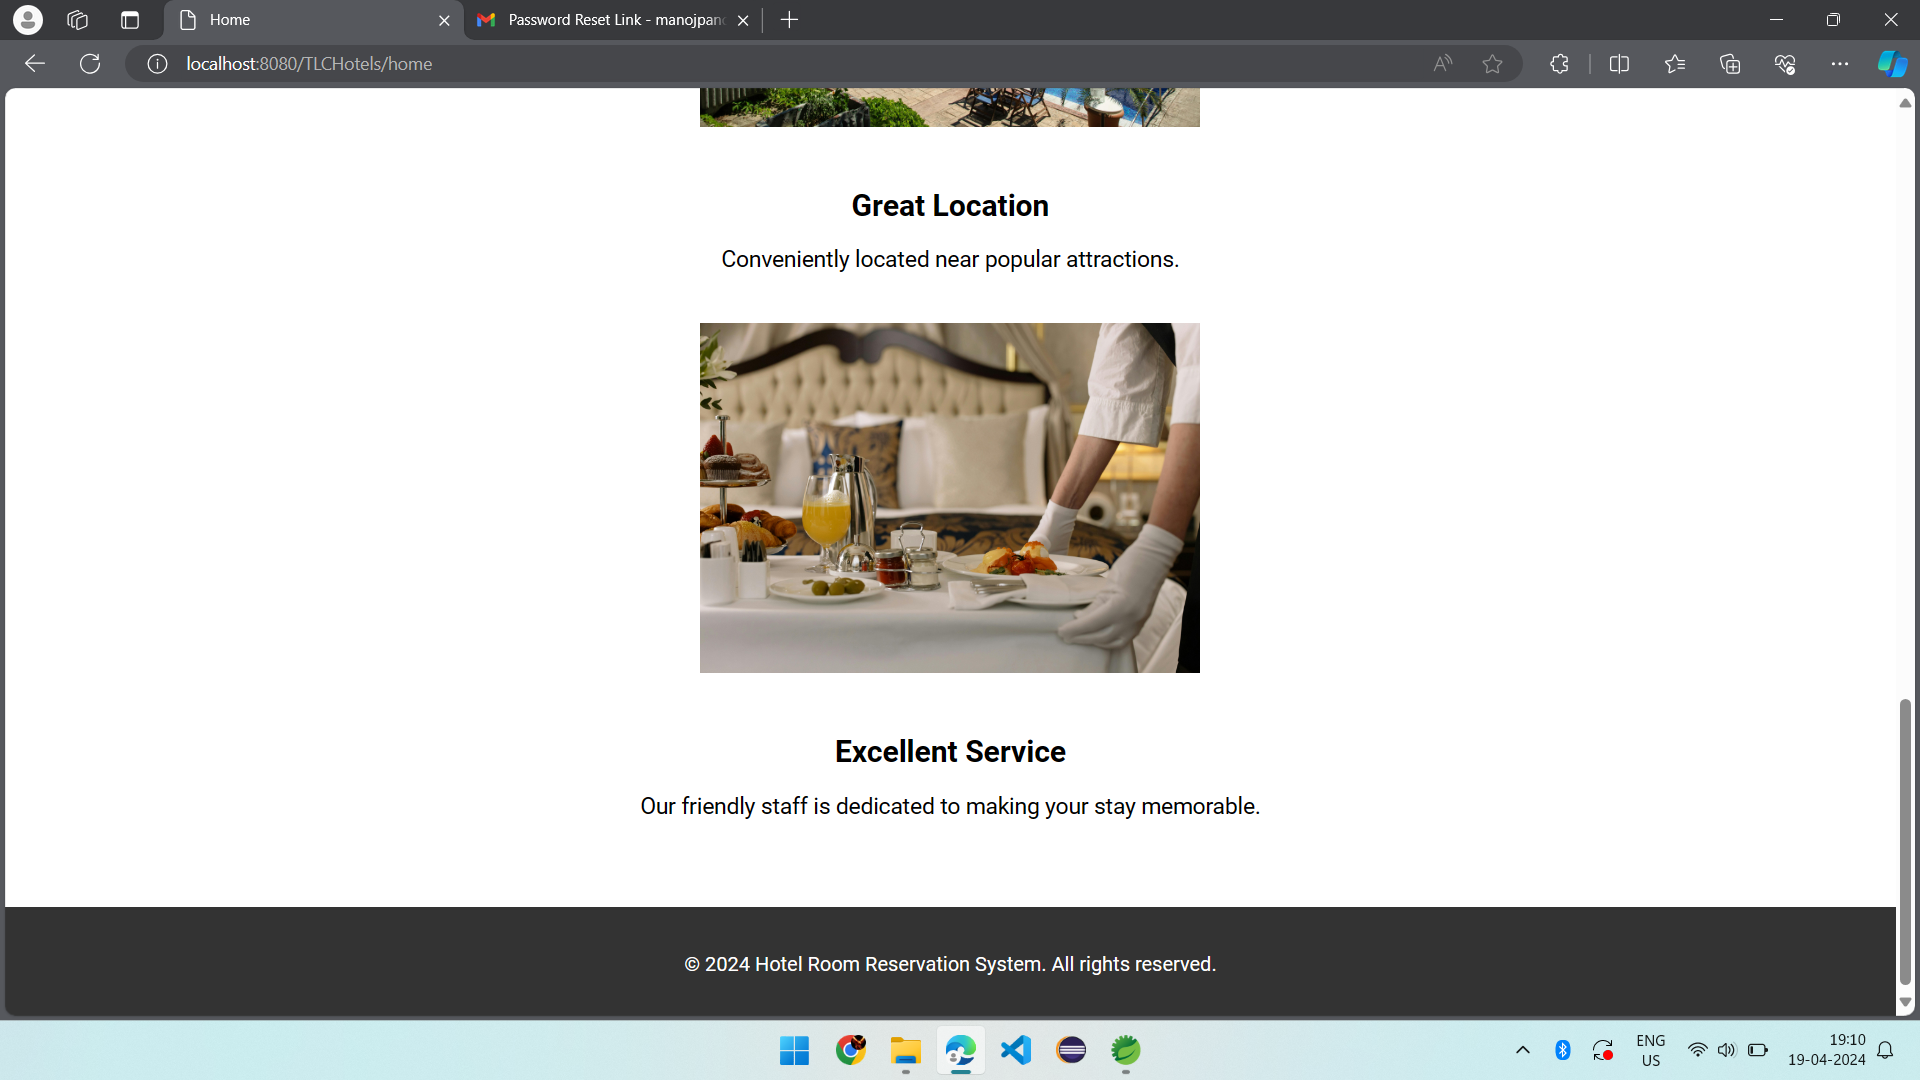 Home
Password Reset Link - manojpan
localhost:8080/TLCHotels/home
Great Location
Conveniently located near popular attractions.
Excellent Service
Our friendly staff is dedicated to making your stay memorable.
© 2024 Hotel Room Reservation System. All rights reserved.
ENG
US
19:10
19-04-2024